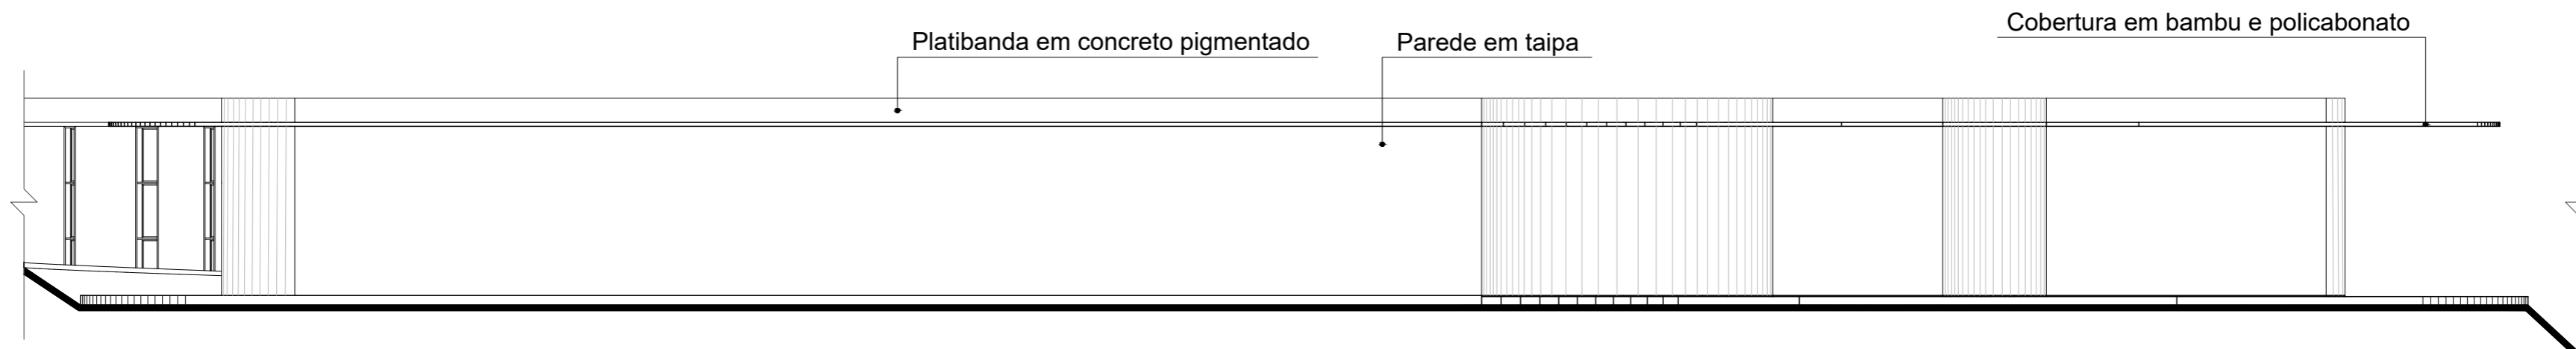 Platibanda em concreto pigmentado
Parede em taipa
Cobertura em bambu e policabonato